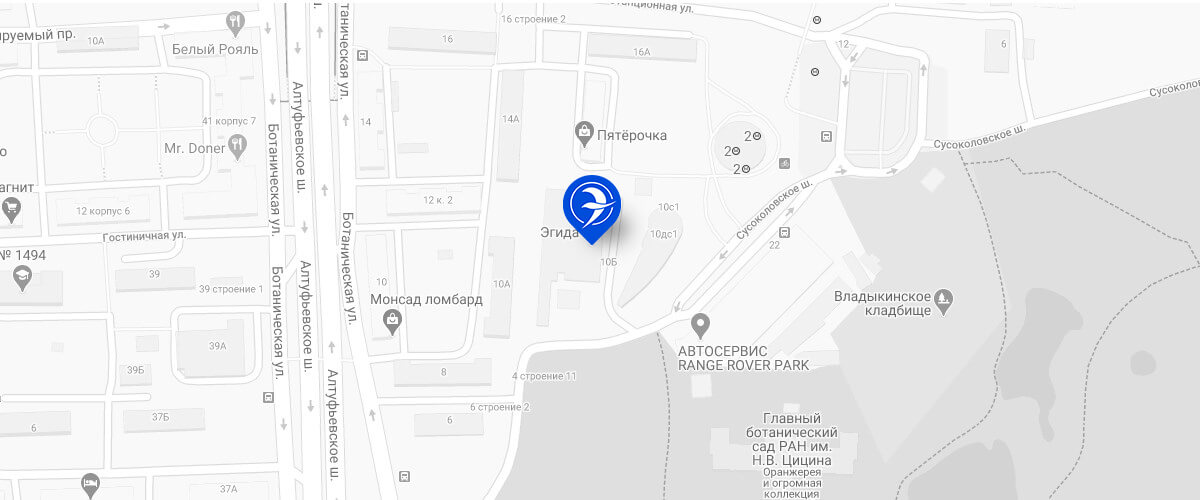 16 строение 2
анционная ул.
ируемый пр.
10А
Белый Рояль
Ботаническая ул.
Алтуфьевское ш.
ботаническая ул.
16
16А
12
6
Сусоколовское ш.
41 корпус 7
Mr. Doner
14
14А
Пятёрочка
2
2
2
Сусоколовское ш.
агнит
12 корпус 6
12 к. 2
10с1
Сусоколовское ш.
Гостиничная ул.
Эгида
10дс1
22
№ 1494
39
39 строение 1
Ботаническая ул.
Алтуфьевское ш.
Ботаническая ул.
10
10А
10Б
Монсад ломбард
Владыкинское
кладбище
39А
39Б
АВТОСЕРВИС
RANGE ROVER PARK
8
4 строение 11
6 строение 2
Алтуфьевское ш.
37Б
6
6
Главный
ботанический
сад РАН им.
Н.В. Цицина
Оранжерея
и огромная
коллекция
37А